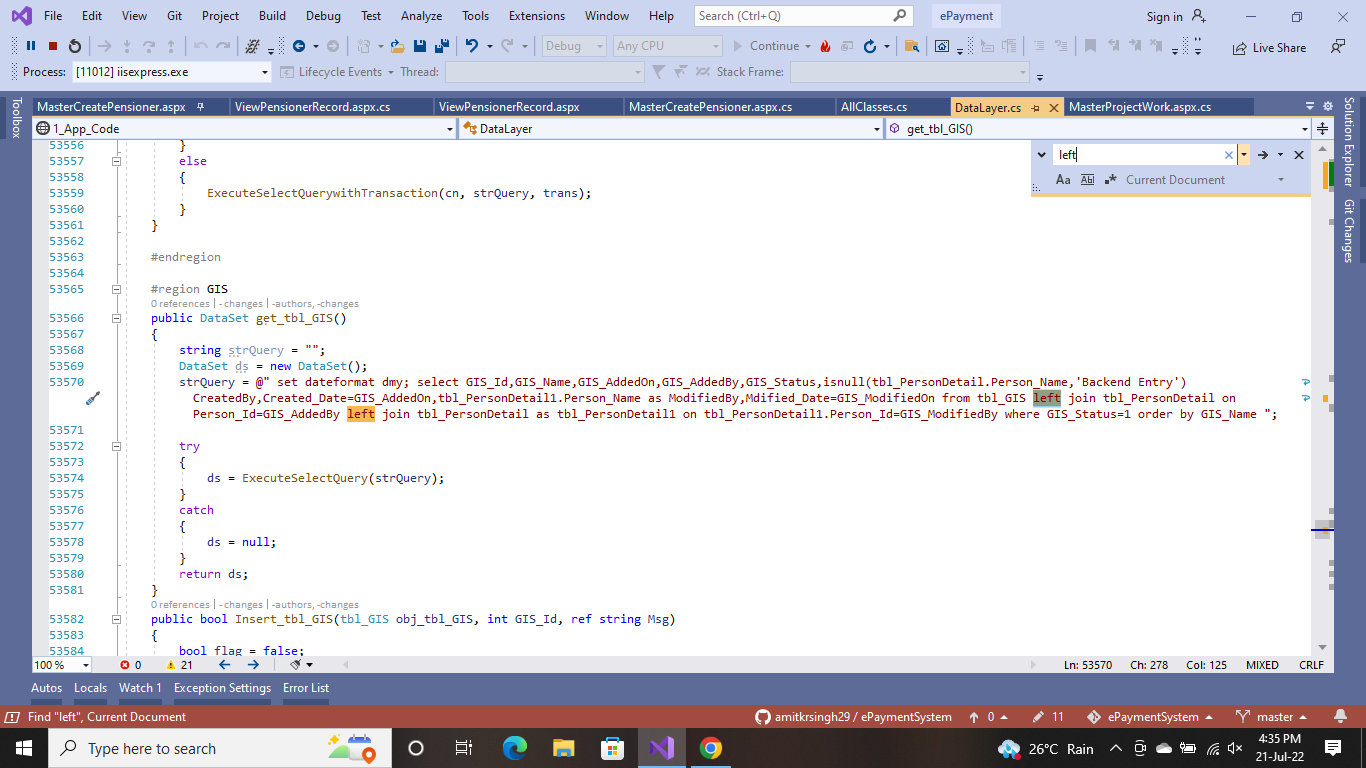 File Edit View Git Project Build Debug Test Analyze Tools Extensions Window Help Search (Ctrl+Q) ePayment Sign in
Debug Any CPU Continue Live Share
Process: [11012] iisexpress.exe Lifecycle Events Thread: Stack Frame:
Toolbox
MasterCreatePensioner.aspx ViewPensionerRecord.aspx.cs ViewPensionerRecord.aspx MasterCreatePensioner.aspx.cs AllClasses.cs DataLayer.cs MasterProjectWork.aspx.cs
Solution Explorer
Git Changes
1_App_Code DataLayer get_tbl_GIS()
left
Aa Ab Current Document
53556 }
53557 else
53558 {
53559 ExecuteSelectQuerywithTransaction(cn, strQuery, trans);
53560 }
53561 }
53562
53563 #endregion
53564
53565 #region GIS
0 references | - changes | -authors, -changes
53566 public DataSet get_tbl_GIS()
53567 {
53568 string strQuery = "";
53569 DataSet ds = new DataSet();
53570 strQuery = @" set dateformat dmy; select GIS_Id,GIS_Name,GIS_AddedOn,GIS_AddedBy,GIS_Status,isnull(tbl_PersonDetail.Person_Name,'Backend Entry')
CreatedBy,Created_Date=GIS_AddedOn,tbl_PersonDetail1.Person_Name as ModifiedBy,Mdified_Date=GIS_ModifiedOn from tbl_GIS left join tbl_PersonDetail on
Person_Id=GIS_AddedBy left join tbl_PersonDetail as tbl_PersonDetail1 on tbl_PersonDetail1.Person_Id=GIS_ModifiedBy where GIS_Status=1 order by GIS_Name ";
53571
53572 try
53573 {
53574 ds = ExecuteSelectQuery(strQuery);
53575 }
53576 catch
53577 {
53578 ds = null;
53579 }
53580 return ds;
53581 }
0 references | - changes | -authors, -changes
53582 public bool Insert_tbl_GIS(tbl_GIS obj_tbl_GIS, int GIS_Id, ref string Msg)
53583 {
53584 bool flag = false;
100 % 0 21 Ln: 53570 Ch: 278 Col: 125 MIXED CRLF
Autos Locals Watch 1 Exception Settings Error List
Find "left", Current Document amitkrsingh29 / ePaymentSystem 0 11 ePaymentSystem master
Type here to search 26°C Rain 4:35 PM
21-Jul-22